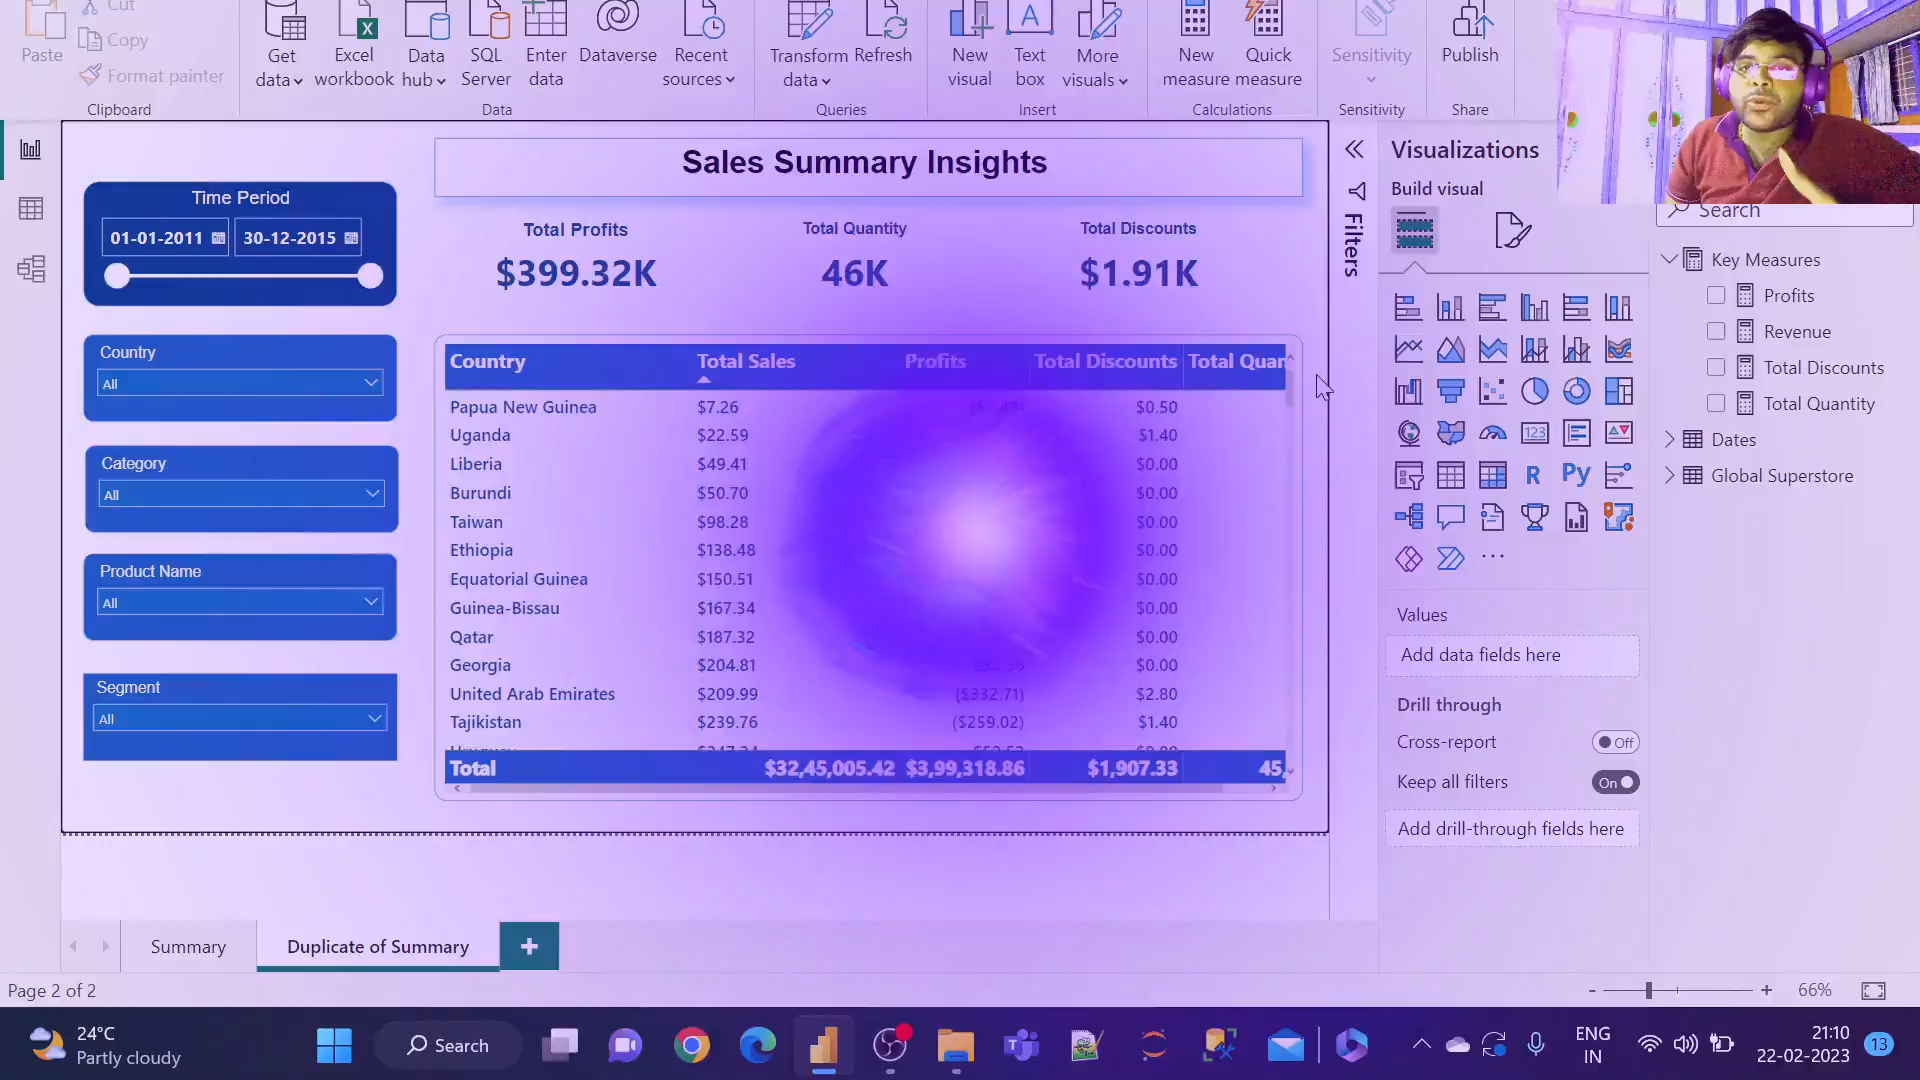 Cut
Paste
Copy
Format painter
Clipboard
Get data
Excel workbook
Data hub
SQL Server
Enter data
Dataverse
Recent sources
Data
Transform data
Refresh
Queries
New visual
Text box
More visuals
Insert
New measure
Quick measure
Calculations
Sensitivity
Sensitivity
Publish
Share
Sales Summary Insights
Time Period
01-01-2011
30-12-2015
Total Profits
$399.32K
Total Quantity
46K
Total Discounts
$1.91K
Country
All
Category
All
Product Name
All
Segment
All
Country Total Sales Profits Total Discounts Total Quan
Papua New Guinea $7.26 $0.50
Uganda $22.59 $1.40
Liberia $49.41 $0.00
Burundi $50.70 $0.00
Taiwan $98.28 $0.00
Ethiopia $138.48 $0.00
Equatorial Guinea $150.51 $0.00
Guinea-Bissau $167.34 $0.00
Qatar $187.32 $0.00
Georgia $204.81 $0.00
United Arab Emirates $209.99 ($332.71) $2.80
Tajikistan $239.76 ($259.02) $1.40
Total $32,45,005.42 $3,99,318.86 $1,907.33 45,
Filters
Visualizations
Build visual
123
R
Py
Values
Add data fields here
Drill through
Cross-report
Off
Keep all filters
On
Add drill-through fields here
Search
Key Measures
Profits
Revenue
Total Discounts
Total Quantity
Dates
Global Superstore
Summary
Duplicate of Summary
+
Page 2 of 2
- + 66%
24°C
Partly cloudy
Search
ENG
IN
21:10
22-02-2023
13